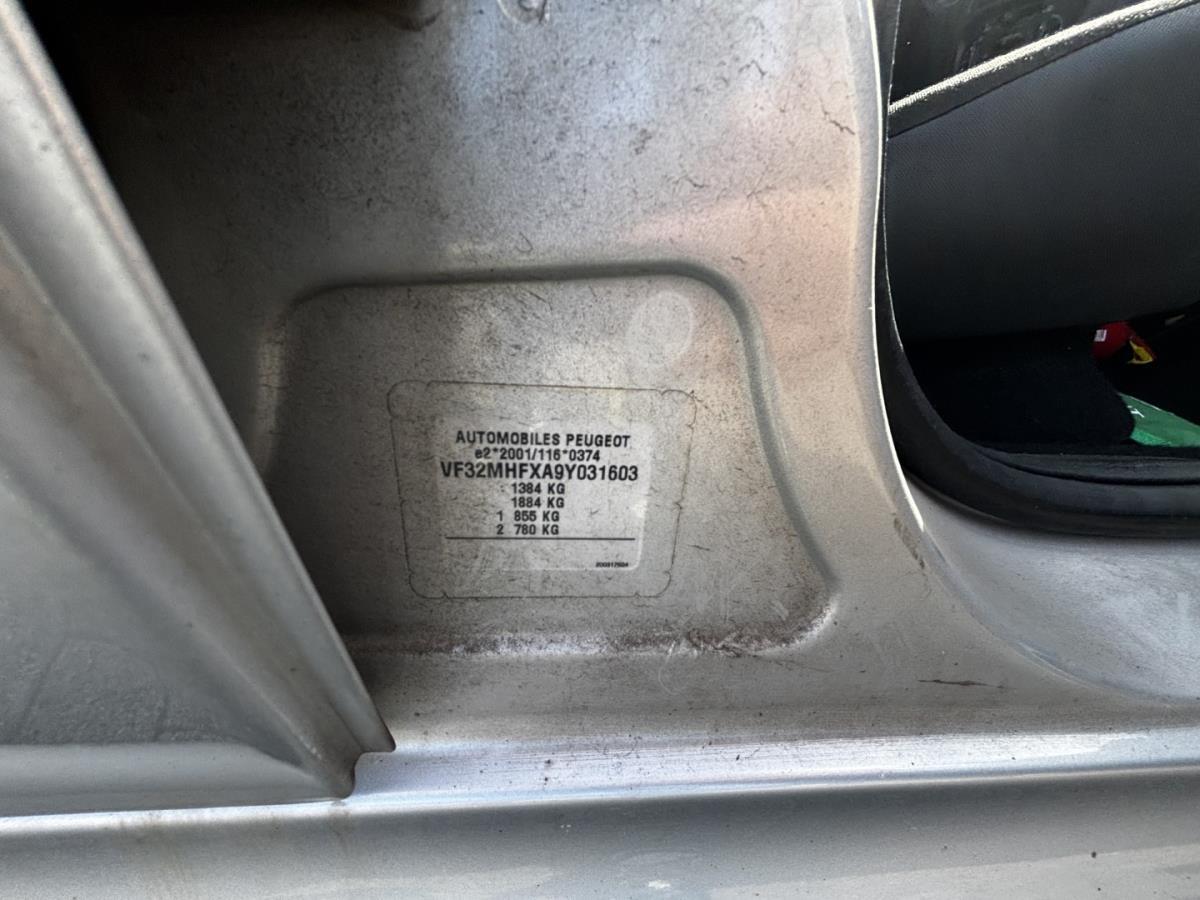 AUTOMOBILES PEUGEOT
e2*2001/116*0374
VF32MHFXA9Y031603
1384 KG
1884 KG
1 855 KG
2 780 KG